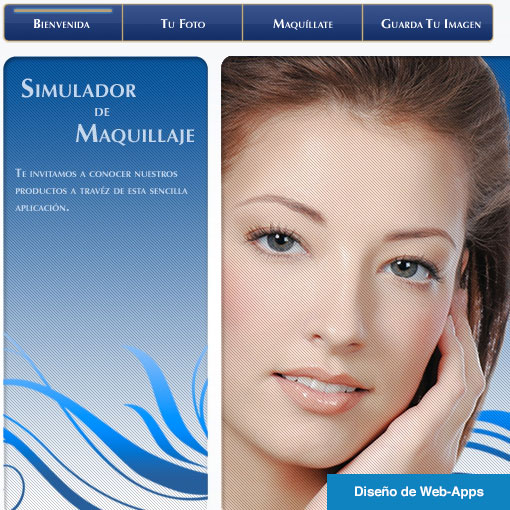 Bienvenida
Tu Foto
Maquíllate
Guarda Tu Imagen
Simulador
de
Maquillaje
Te invitamos a conocer nuestros
productos a travéz de esta sencilla
aplicación.
Diseño de Web-Apps